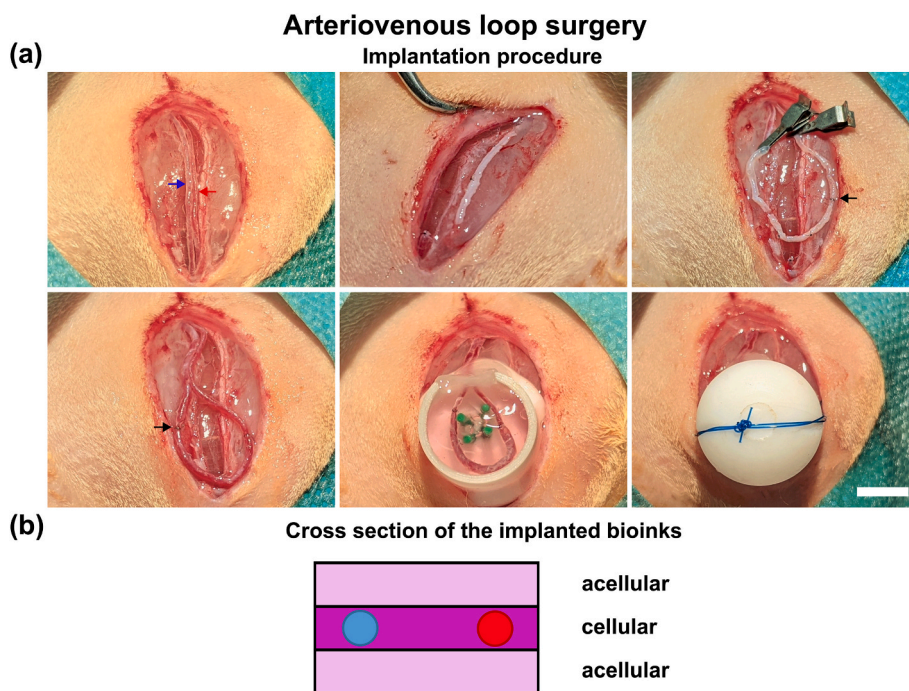 Arteriovenous loop surgery
(a)
Implantation procedure
(b)
Cross section of the implanted bioinks
acellular
cellular
acellular